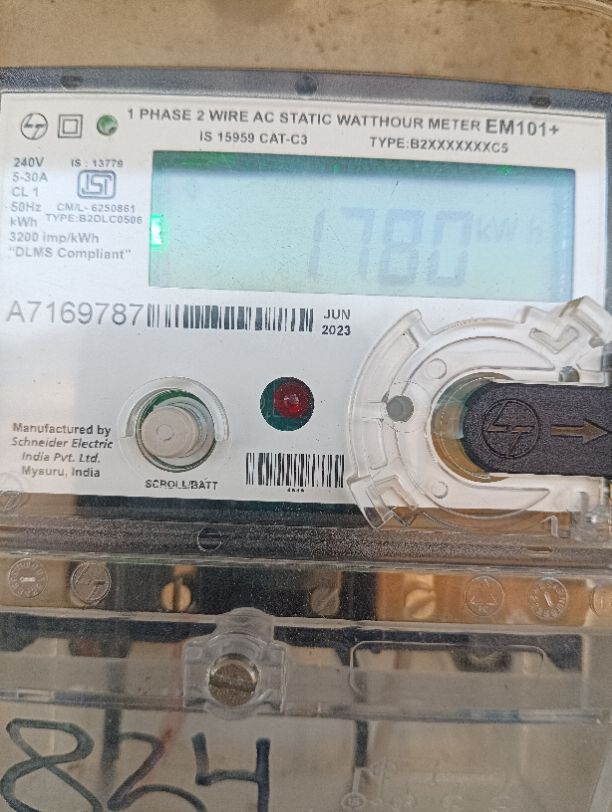 1 PHASE 2 WIRE AC STATIC WATTHOUR METER EM101+
IS 15959 CAT-C3 TYPE:B2XXXXXXXC5
240V IS : 13779
5-30A
CL 1
50Hz CM/L- 6250861
kWh TYPE:B2DLC0506
3200 imp/kWh
"DLMS Compliant"
1780 kWh
A7169787 JUN
2023
Manufactured by
Schneider Electric
India Pvt. Ltd.
Mysuru, India
SCROLL/BATT
824